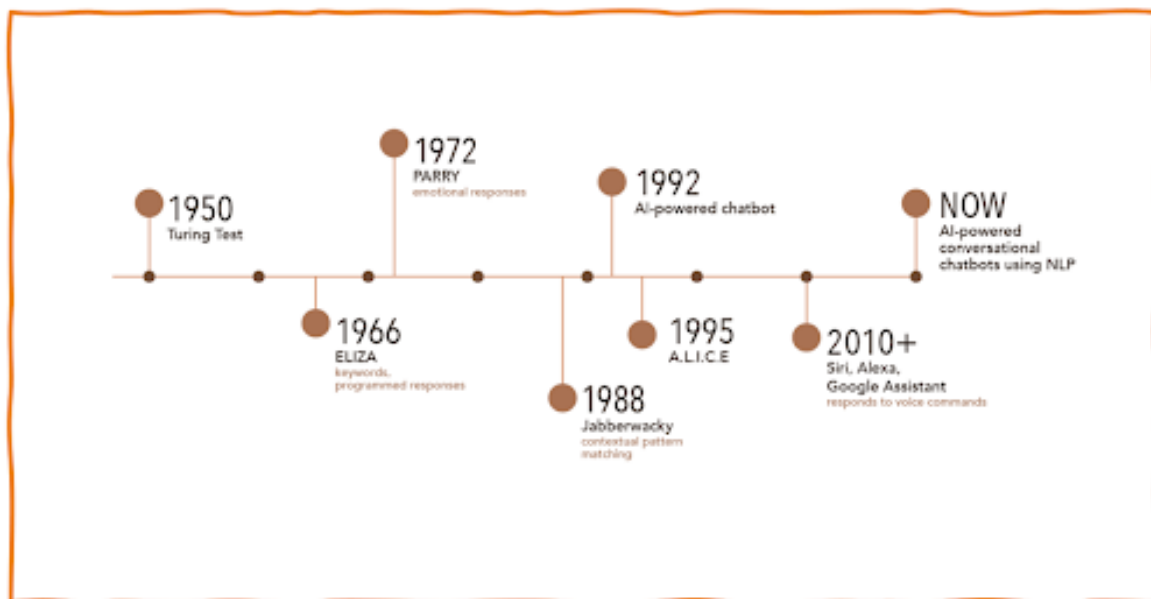 1950
Turing Test
1966
ELIZA
keywords,
programmed responses
1972
PARRY
emotional responses
1988
Jabberwacky
contextual pattern
matching
1992
AI-powered chatbot
1995
A.L.I.C.E
2010+
Siri, Alexa,
Google Assistant
responds to voice commands
NOW
AI-powered
conversational
chatbots using NLP